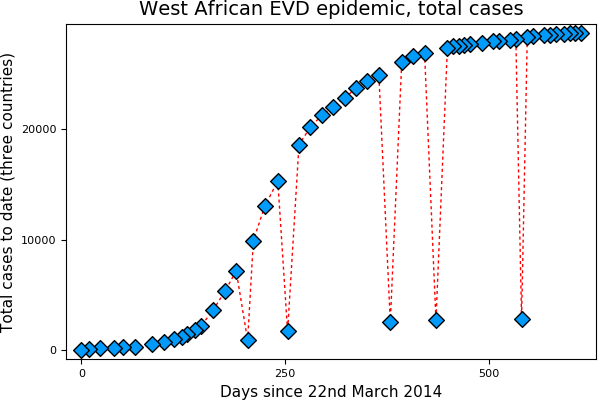 West African EVD epidemic, total cases
Total cases to date (three countries)
20000
10000
0
0
250
500
Days since 22nd March 2014